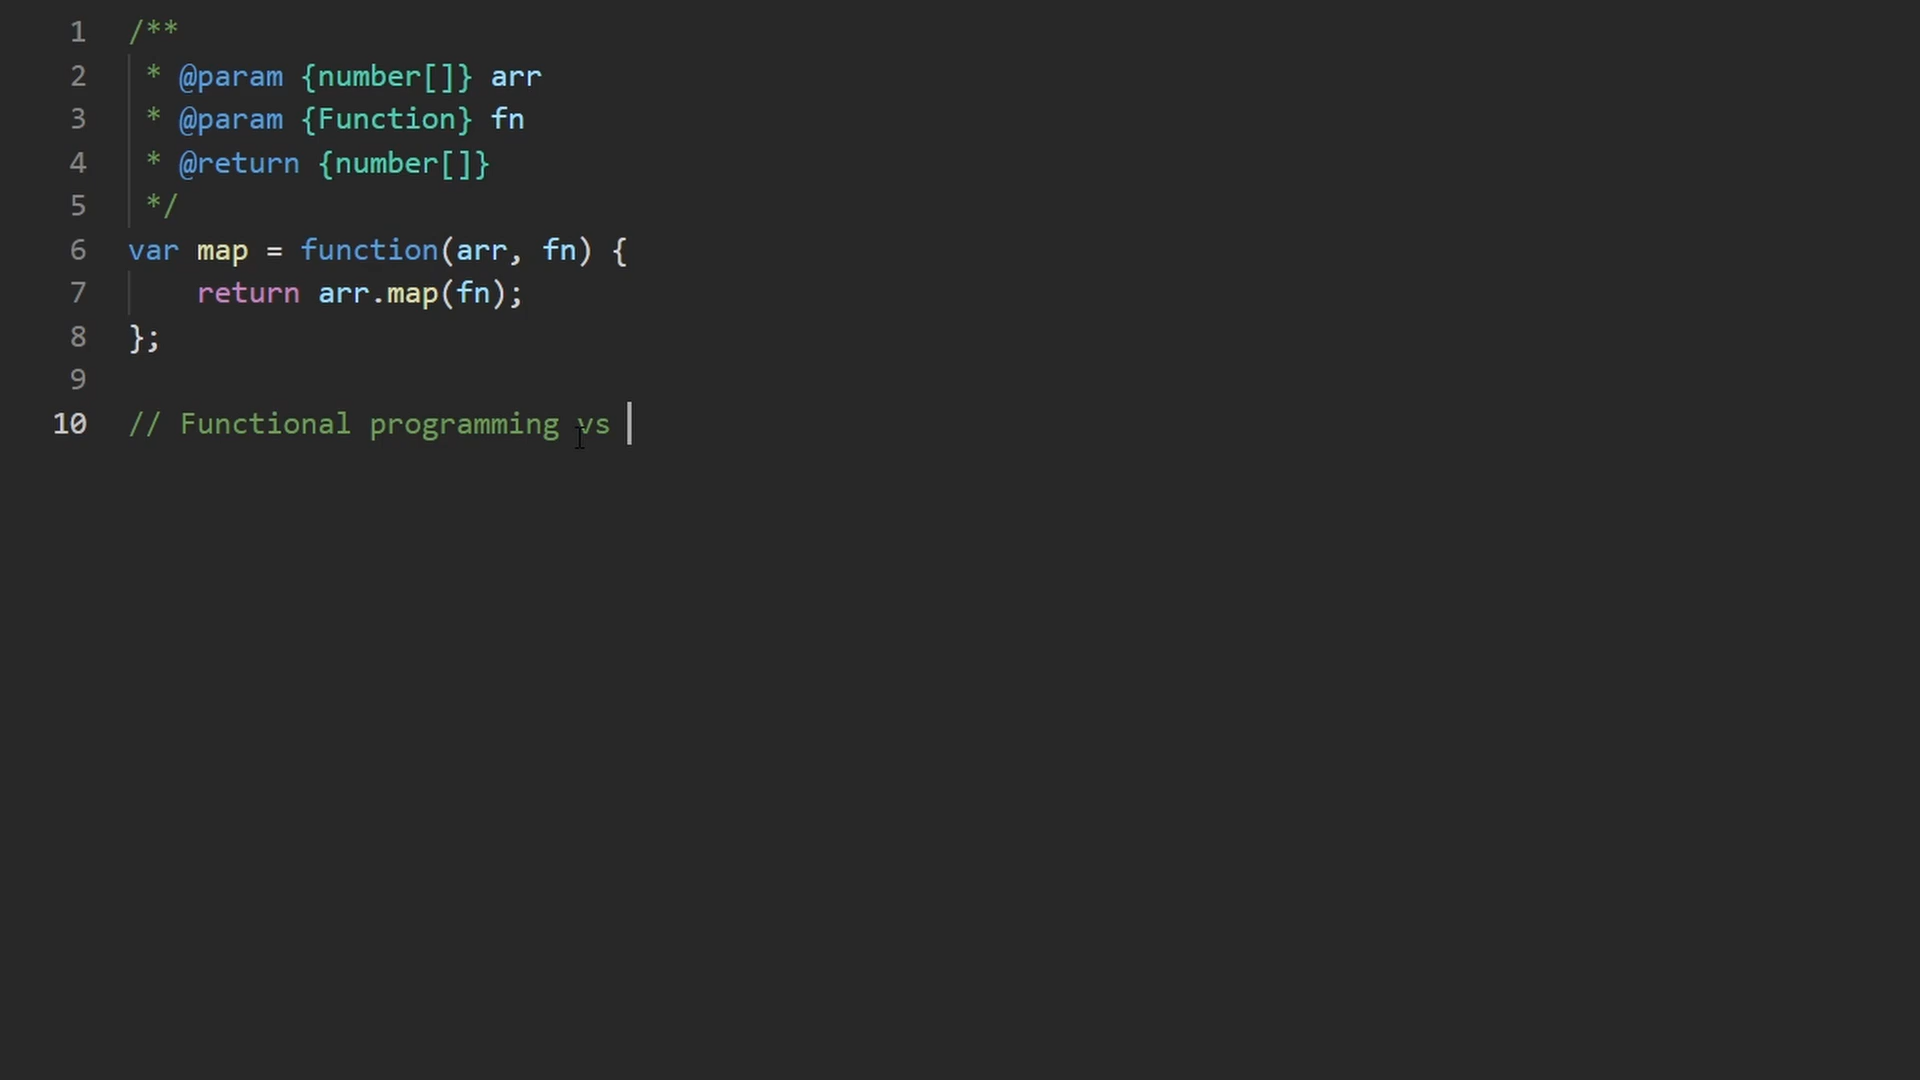 1 /**
2 * @param {number[]} arr
3 * @param {Function} fn
4 * @return {number[]}
5 */
6 var map = function(arr, fn) {
7 return arr.map(fn);
8 };
9
10 // Functional programming vs